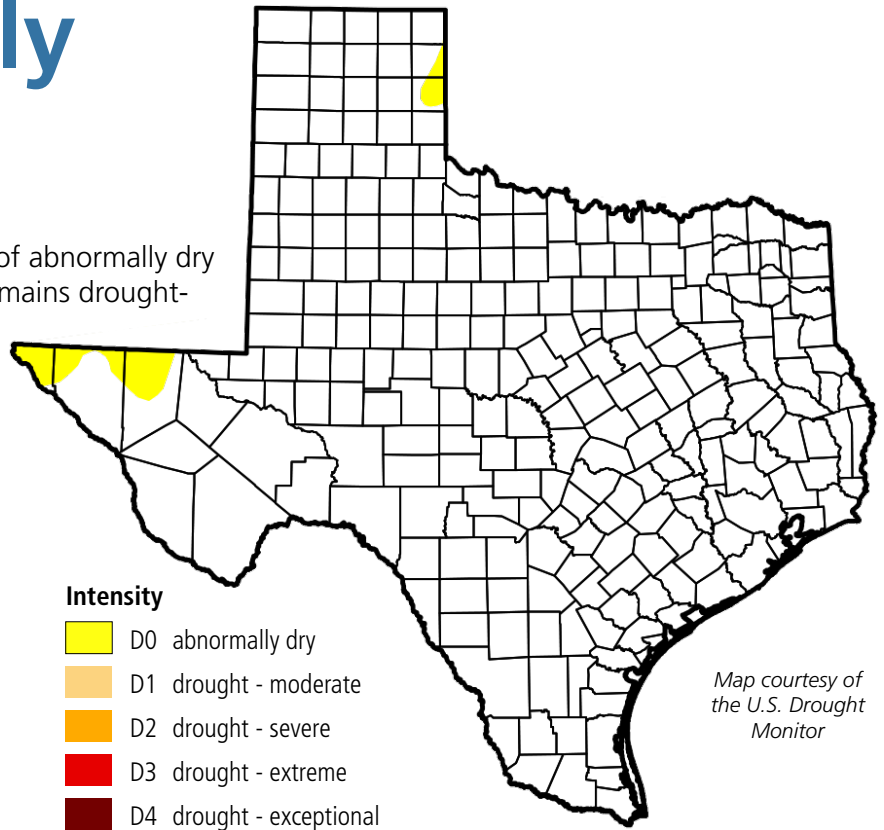 ly
of abnormally dry
mains drought-
Intensity
D0 abnormally dry
D1 drought - moderate
D2 drought - severe
D3 drought - extreme
D4 drought - exceptional
Map courtesy of
the U.S. Drought
Monitor